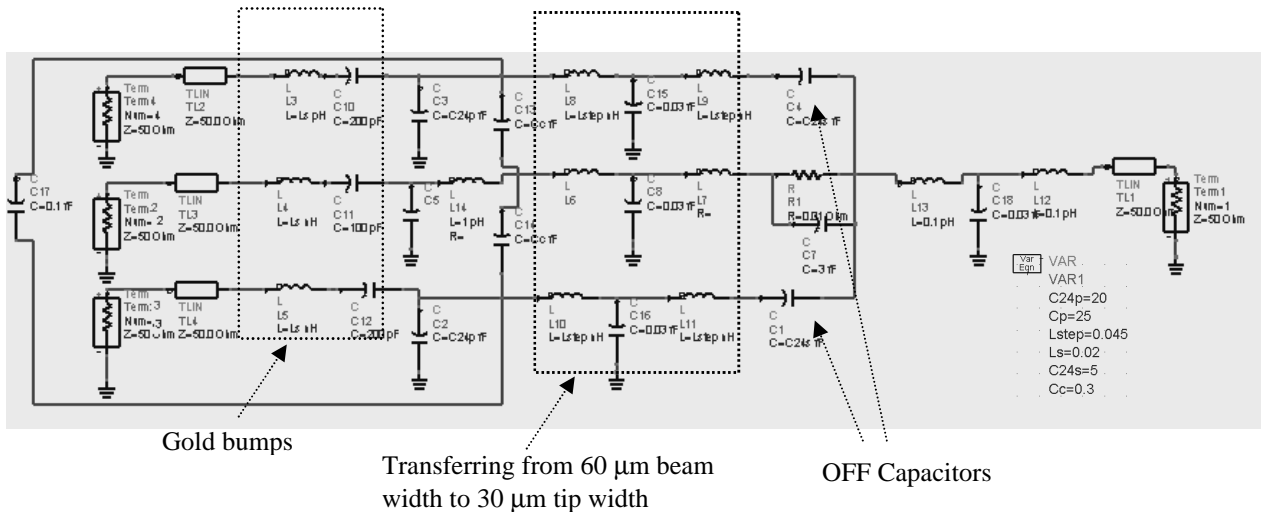 Term
Term4
Num=4
Z=50 Ohm
TLIN
TL2
Z=50.0 Ohm
L
L3
L=Ls pH
C
C10
C=200 pF
C
C3
C=C24p fF
C
C13
C=Cc fF
L
L8
L=Lstep nH
C
C15
C=0.03 fF
L
L9
L=Lstep nH
C
C4
C=C24s fF
C
C17
C=0.1 fF
Term
Term2
Num=2
Z=50 Ohm
TLIN
TL3
Z=50.0 Ohm
L
L4
L=Ls nH
C
C11
C=100 pF
C
C5
L
L14
L=1 pH
R=
C
C14
C=Cc fF
L
L6
C
C8
C=0.03 fF
L
L7
R=
R
R1
C
C7
C=3 fF
L
L13
L=0.1 pH
C
C18
C=0.03 fF
L
L12
L=0.1 pH
TLIN
TL1
Z=50.0 Ohm
Term
Term1
Num=1
Z=50 Ohm
Term
Term3
Num=3
Z=50 Ohm
TLIN
TL4
Z=50.0 Ohm
L
L5
L=Ls nH
C
C12
C=200 pF
C
C2
C=C24p fF
L
L10
L=Lstep nH
C
C16
C=0.03 fF
L
L11
L=Lstep nH
C
C1
C=C24s fF
Var
Eqn
VAR
VAR1
C24p=20
Cp=25
Lstep=0.045
Ls=0.02
C24s=5
Cc=0.3
Gold bumps
Transferring from 60 μm beam
width to 30 μm tip width
OFF Capacitors